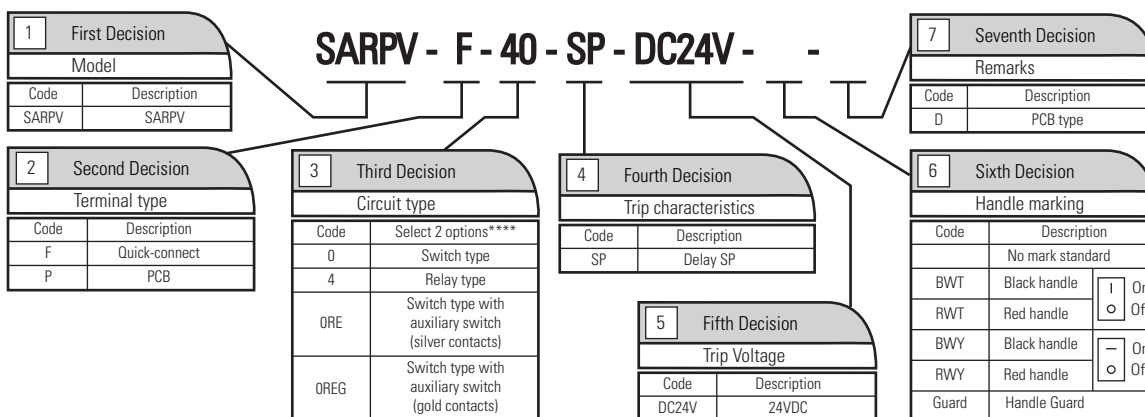 SARPV - F - 40 - SP - DC24V -     -
1 First Decision
Model
Code Description
SARPV SARPV
2 Second Decision
Terminal type
Code Description
F Quick-connect
P PCB
3 Third Decision
Circuit type
Code Select 2 options****
0 Switch type
4 Relay type
0RE Switch type with
auxiliary switch
(silver contacts)
0REG Switch type with
auxiliary switch
(gold contacts)
4 Fourth Decision
Trip characteristics
Code Description
SP Delay SP
5 Fifth Decision
Trip Voltage
Code Description
DC24V 24VDC
7 Seventh Decision
Remarks
Code Description
D PCB type
6 Sixth Decision
Handle marking
Code Description
No mark standard
BWT Black handle
RWT Red handle
BWY Black handle
RWY Red handle
Guard Handle Guard